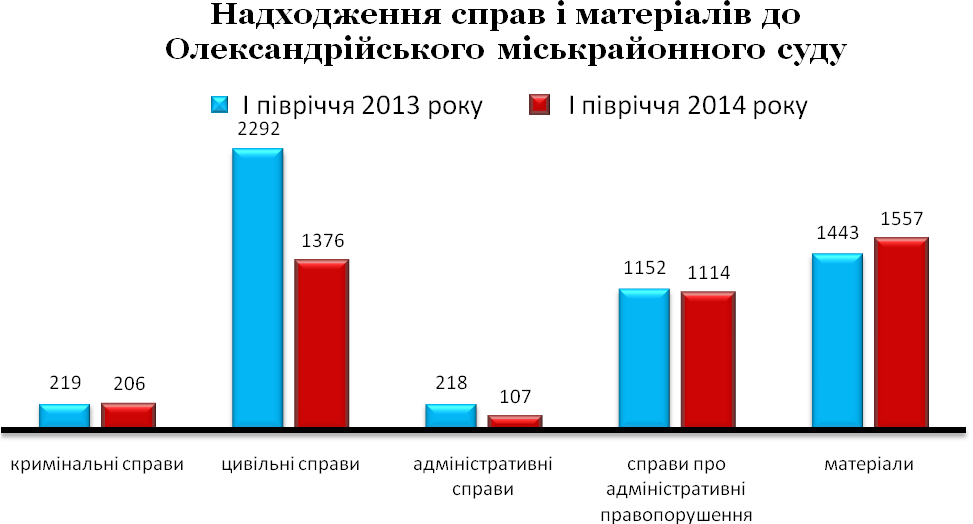 Надходження справ і матеріалів до
Олександрійського міськрайонного суду
І півріччя 2013 року
І півріччя 2014 року
2292
1376
1152
1114
1443
1557
219
206
218
107
кримінальні справи
цивільні справи
адміністративні
справи
справи про
адміністративні
правопорушення
матеріали